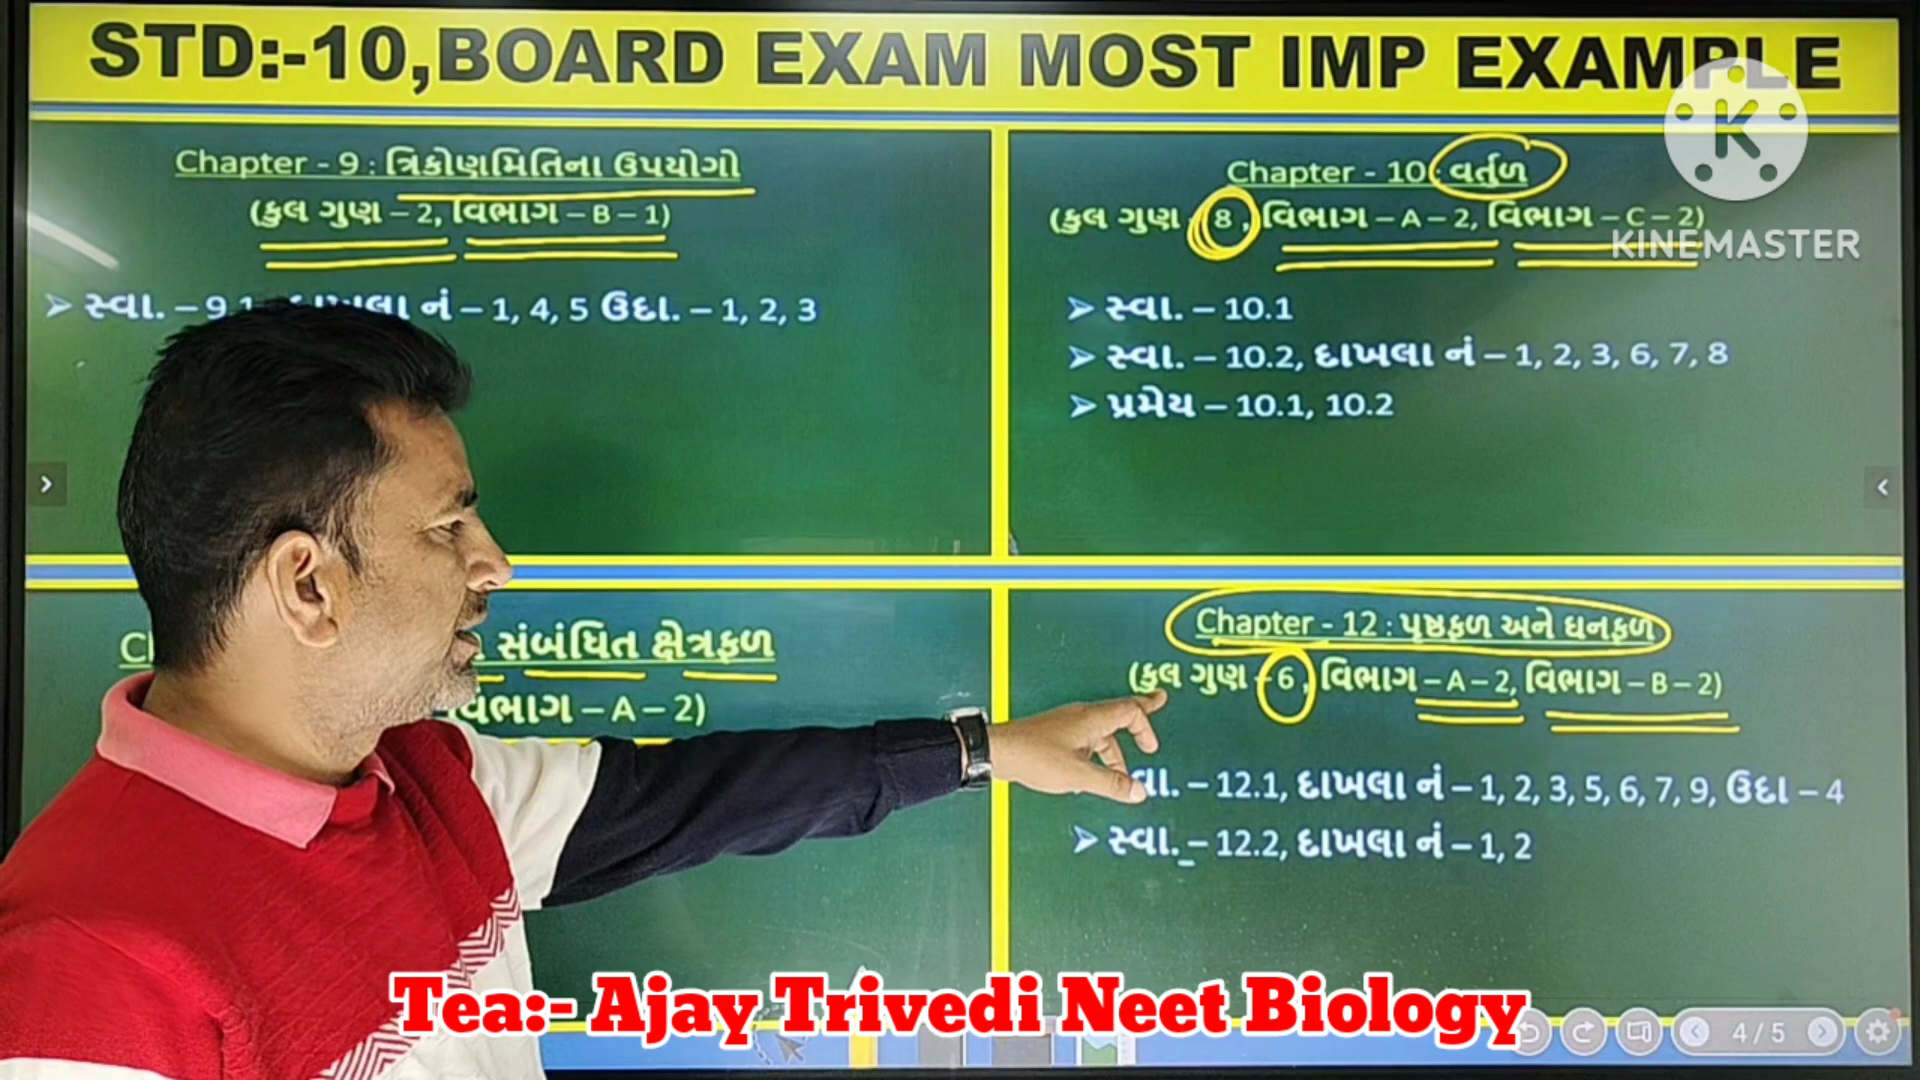 STD:-10,BOARD EXAM MOST IMP EXAMPLE
Chapter - 9 : ત્રિકોણમિતિના ઉપયોગો
(કુલ ગુણ – 2, વિભાગ – B – 1)
➢ સ્વા. – 9.1, દાખલા નં – 1, 4, 5 ઉદા. – 1, 2, 3
Chapter - 10 : વર્તુળ
(કુલ ગુણ - 8 , વિભાગ – A – 2, વિભાગ – C – 2)
➢ સ્વા. – 10.1
➢ સ્વા. – 10.2, દાખલા નં – 1, 2, 3, 6, 7, 8
➢ પ્રમેય – 10.1, 10.2
K
KINEMASTER
સંબંધિત ક્ષેત્રફળ
વિભાગ – A – 2)
Chapter - 12 : પૃષ્ઠફળ અને ઘનફળ
(કુલ ગુણ – 6 , વિભાગ – A – 2, વિભાગ – B – 2)
– 12.1, દાખલા નં – 1, 2, 3, 5, 6, 7, 9, ઉદા – 4
➢ સ્વા. – 12.2, દાખલા નં – 1, 2
Tea:- Ajay Trivedi Neet Biology
4 / 5